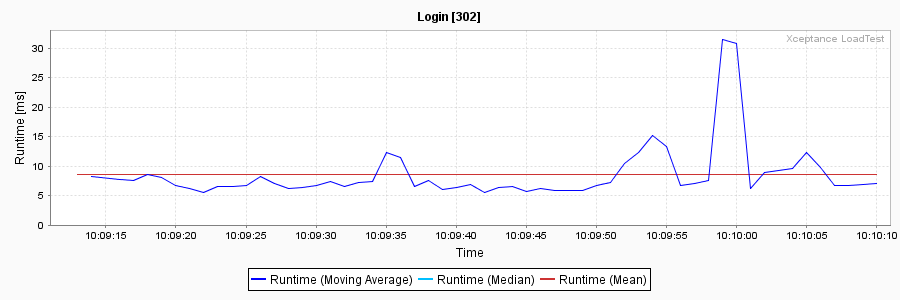 Login [302]
Xceptance LoadTest
Runtime [ms]
30
25
20
15
10
5
0
10:09:15 10:09:20 10:09:25 10:09:30 10:09:35 10:09:40 10:09:45 10:09:50 10:09:55 10:10:00 10:10:05 10:10:10
Time
Runtime (Moving Average) Runtime (Median) Runtime (Mean)